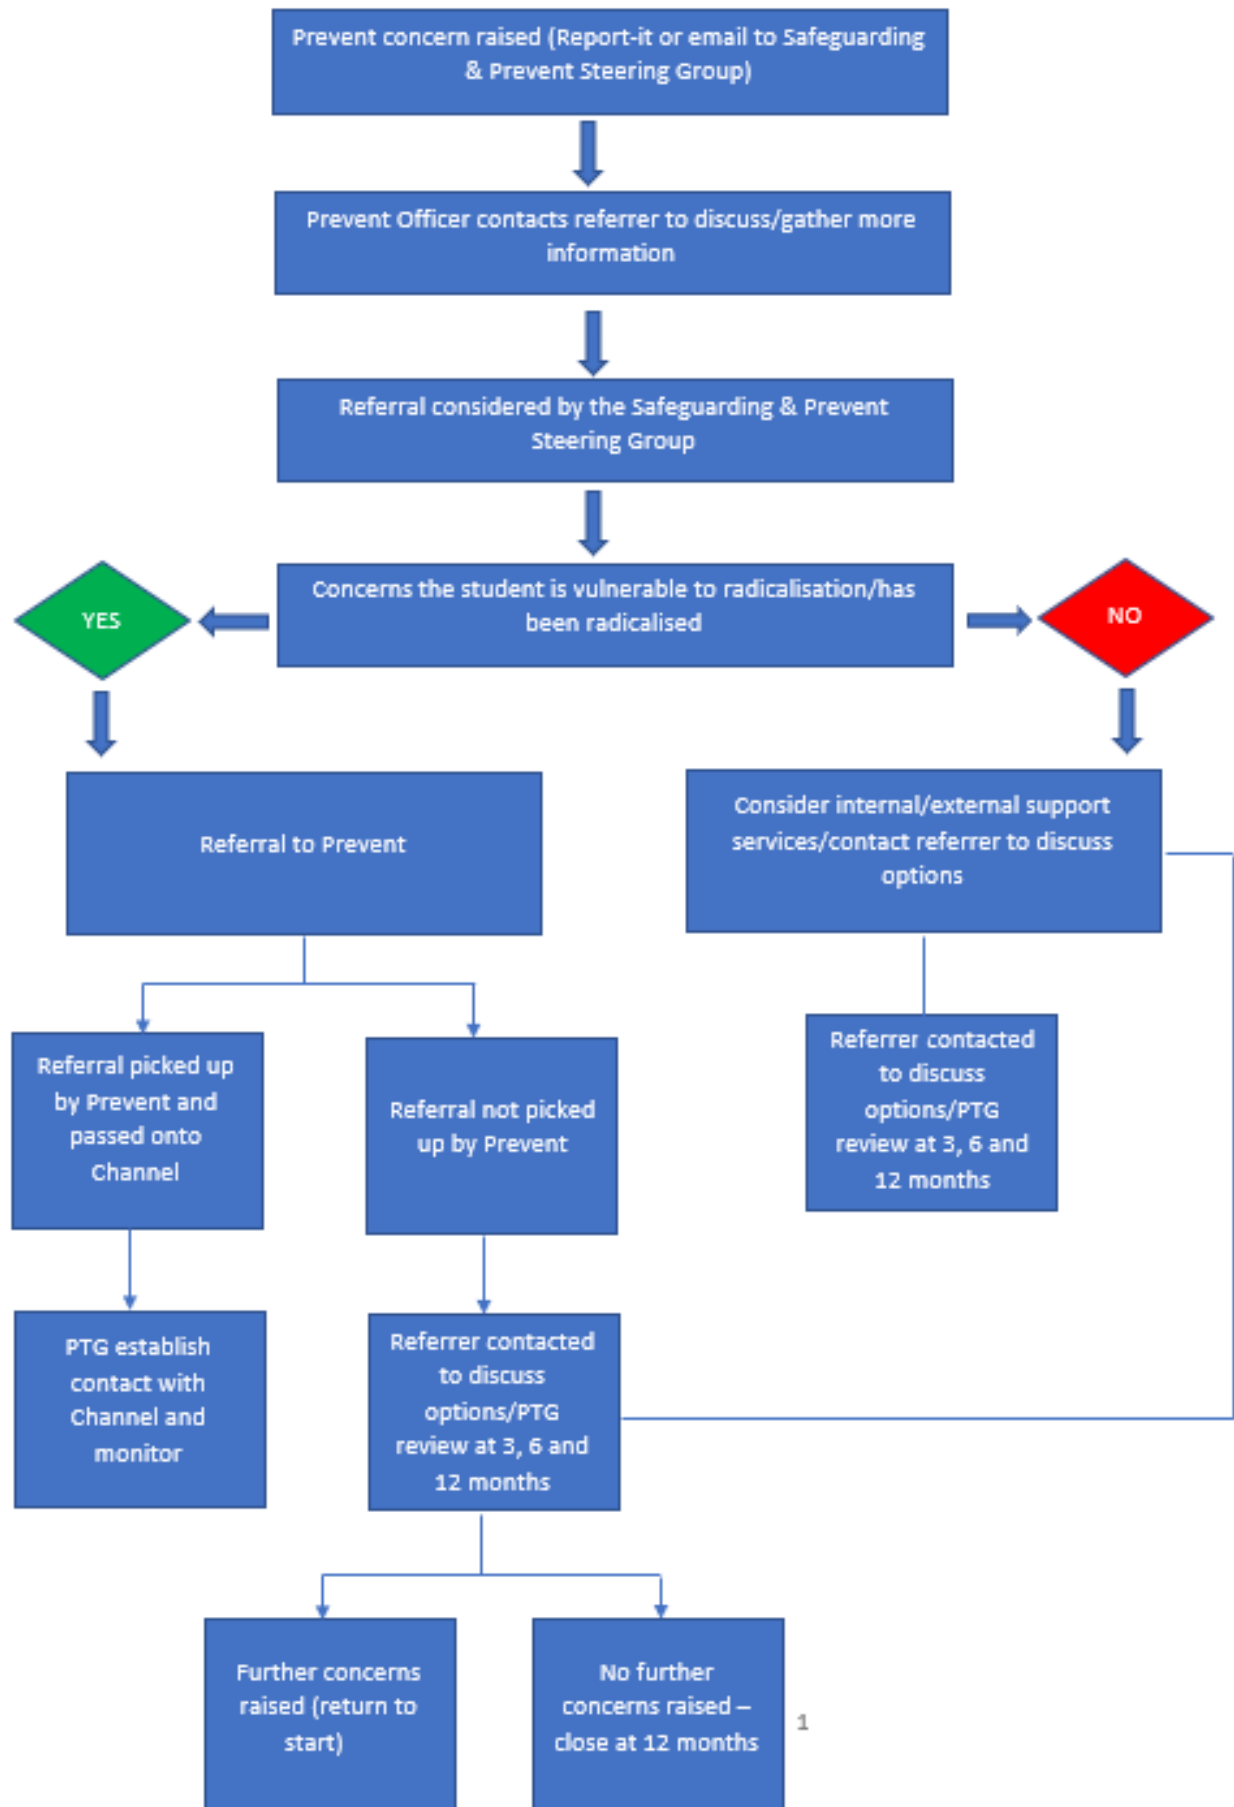 Prevent concern raised (Report-it or email to Safeguarding
& Prevent Steering Group)
Prevent Officer contacts referrer to discuss/gather more
information
Referral considered by the Safeguarding & Prevent
Steering Group
Concerns the student is vulnerable to radicalisation/has
been radicalised
YES
NO
Referral to Prevent
Consider internal/external support
services/contact referrer to discuss
options
Referral picked up
by Prevent and
passed onto
Channel
Referral not picked
up by Prevent
Referrer contacted
to discuss
options/PTG
review at 3, 6 and
12 months
PTG establish
contact with
Channel and
monitor
Referrer contacted
to discuss
options/PTG
review at 3, 6 and
12 months
Further concerns
raised (return to
start)
No further
concerns raised –
close at 12 months
1